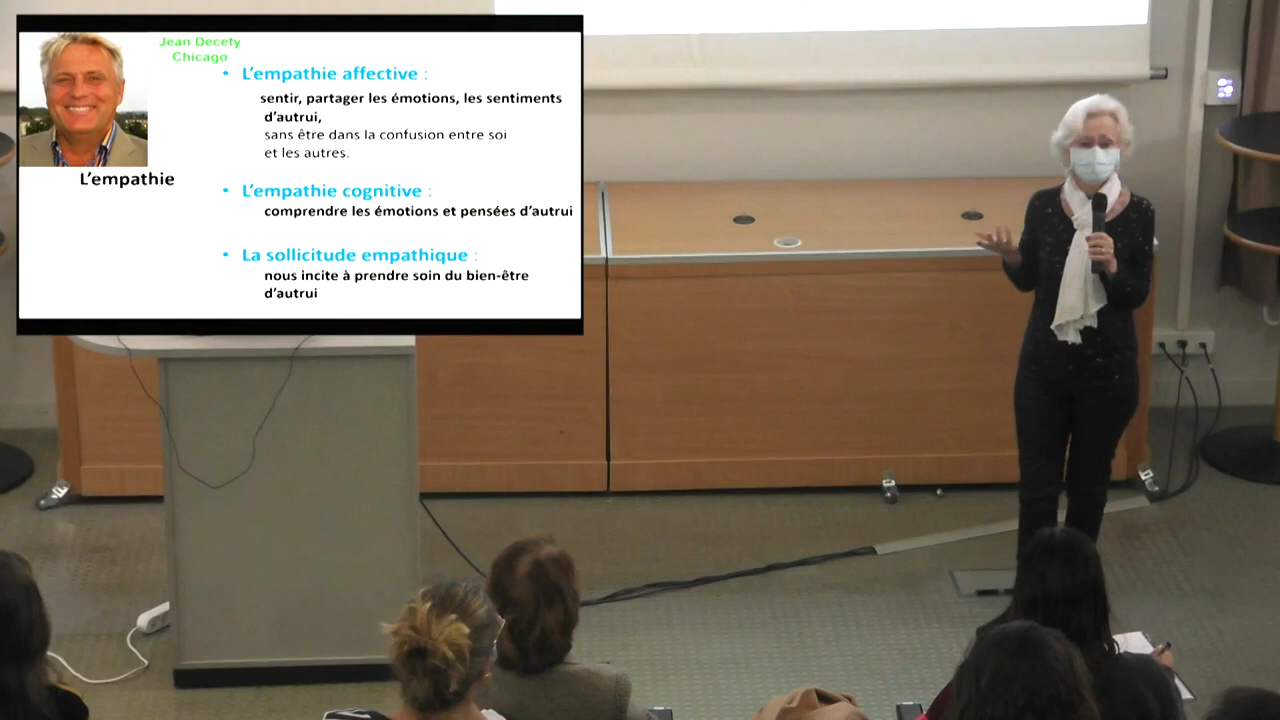 Jean Decety
Chicago
L'empathie
• L'empathie affective :
sentir, partager les émotions, les sentiments
d'autrui,
sans être dans la confusion entre soi
et les autres.
• L'empathie cognitive :
comprendre les émotions et pensées d'autrui
• La sollicitude empathique :
nous incite à prendre soin du bien-être
d'autrui